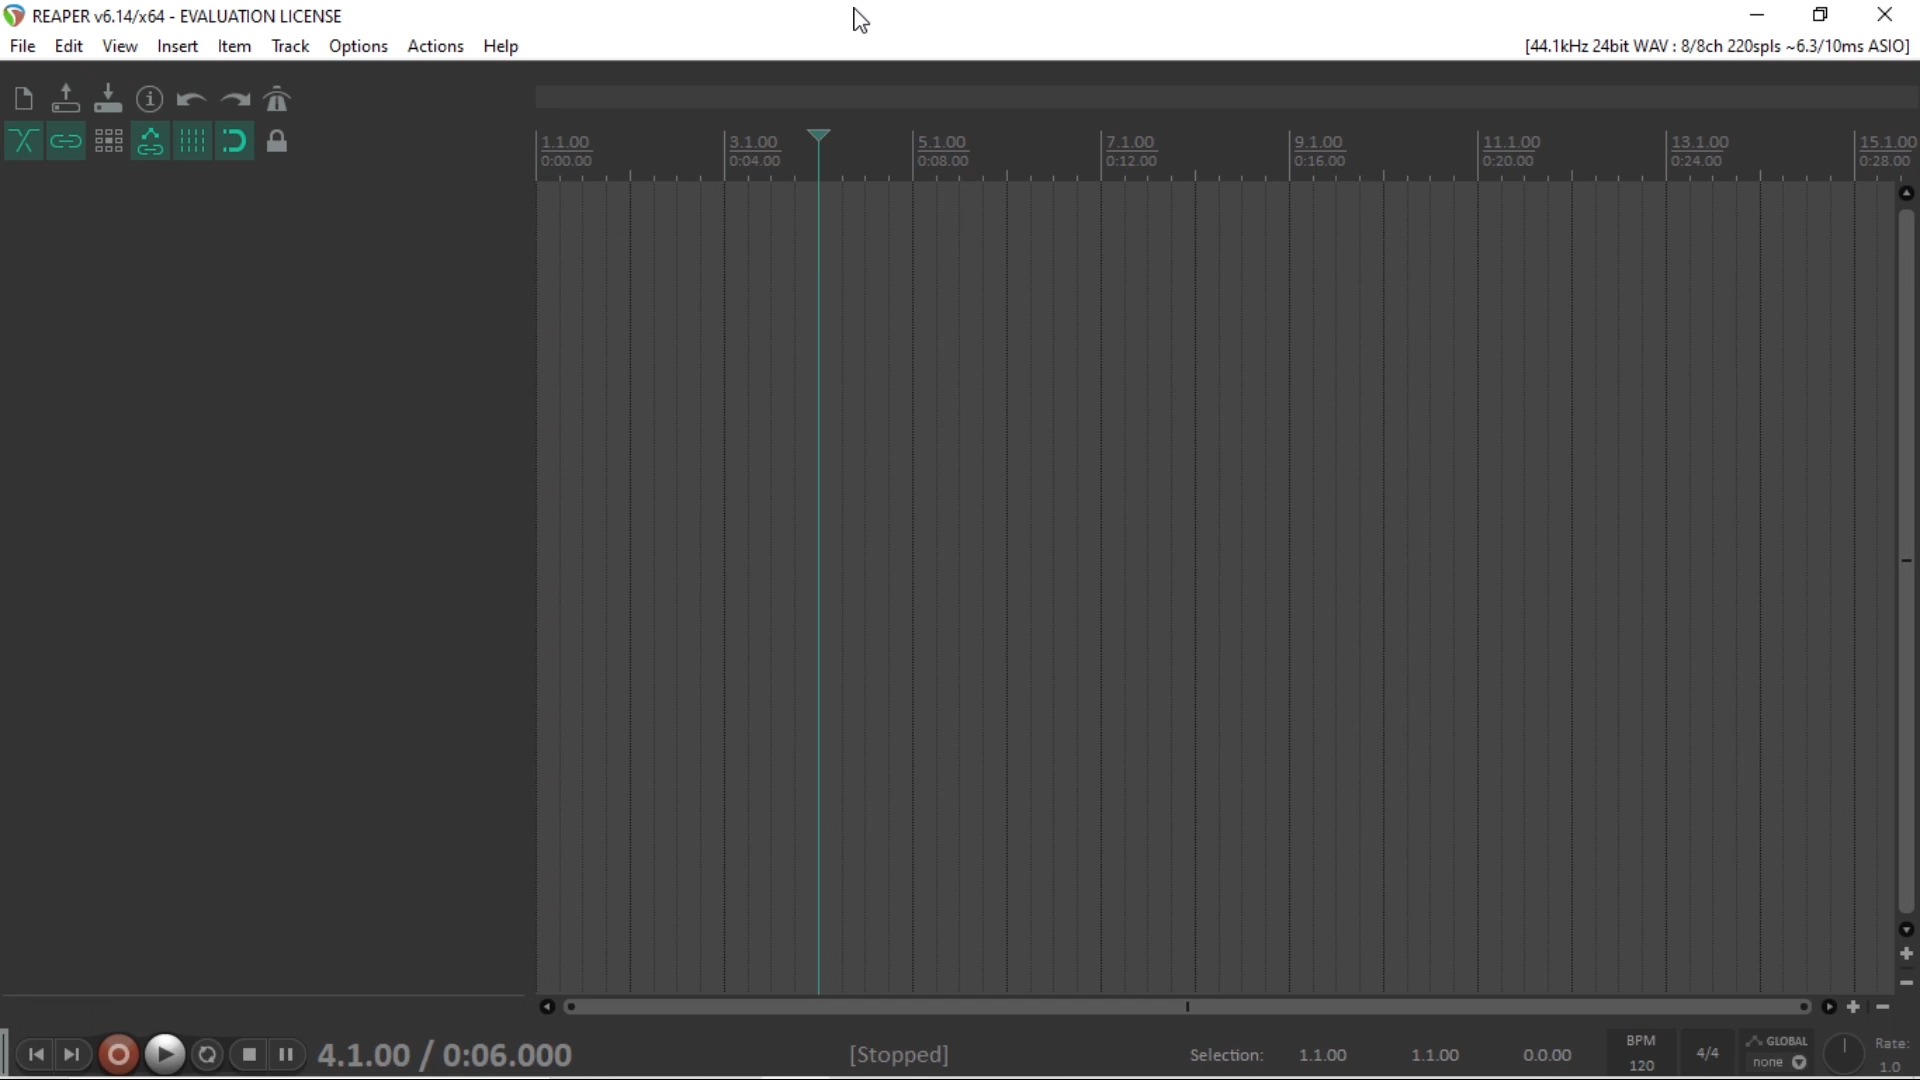 REAPER v6.14/x64 - EVALUATION LICENSE
File Edit View Insert Item Track Options Actions Help [44.1kHz 24bit WAV : 8/8ch 220spls ~6.3/10ms ASIO]
1.1.00 3.1.00 5.1.00 7.1.00 9.1.00 11.1.00 13.1.00 15.1.00
0:00.00 0:04.00 0:08.00 0:12.00 0:16.00 0:20.00 0:24.00 0:28.00
4.1.00 / 0:06.000 [Stopped] Selection: 1.1.00 1.1.00 0.0.00
BPM
120
4/4
GLOBAL
none
Rate:
1.0